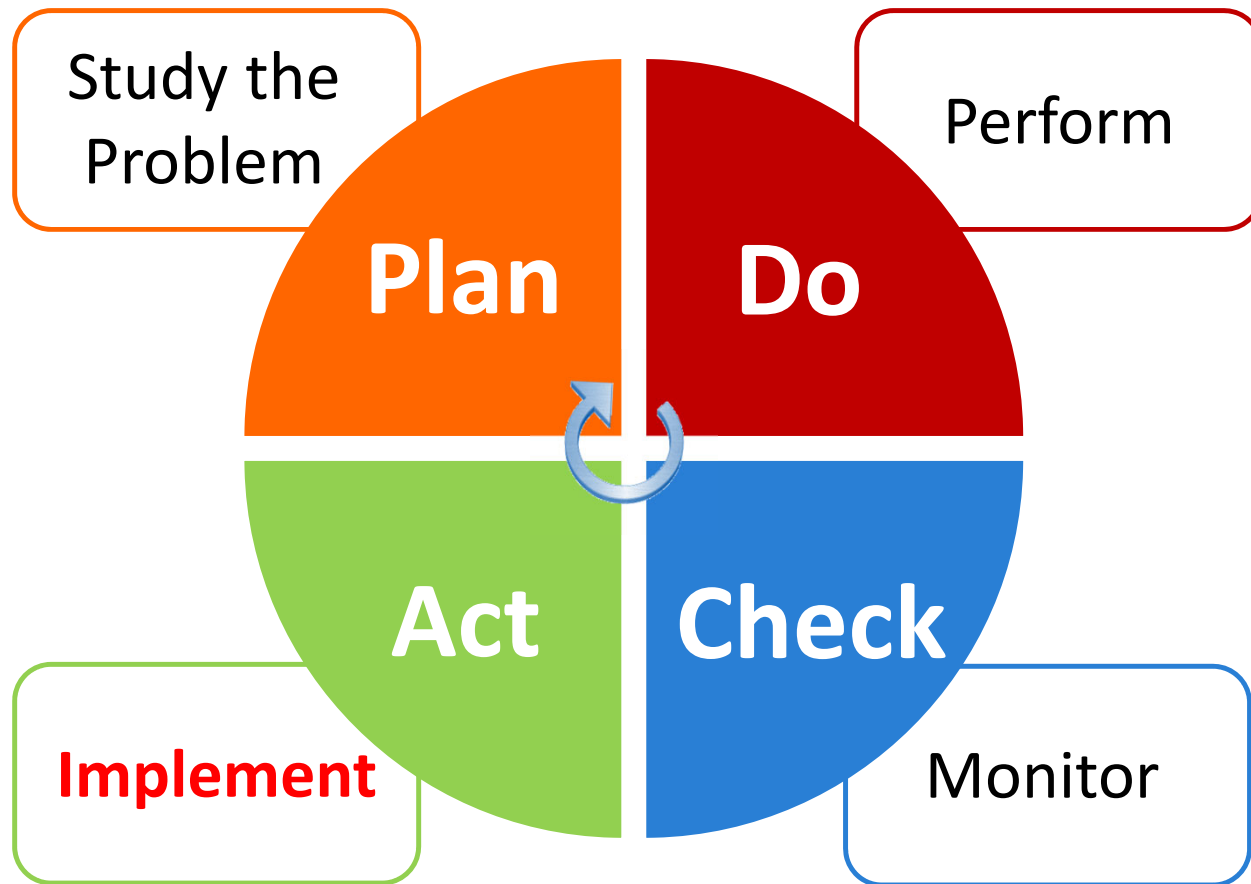 Study the
Problem
Perform
Plan
Do
Act
Check
Implement
Monitor